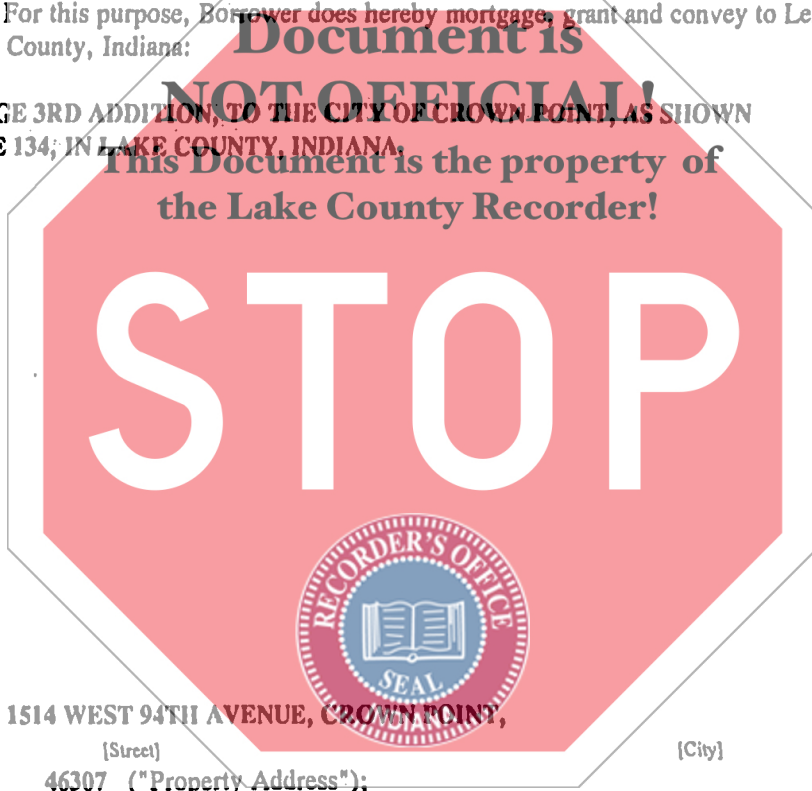 For this purpose, Borrower does hereby mortgage, grant and convey to Le
Document is
County, Indiana:
NOT OFFICIAL!
GE 3RD ADDITION, TO THE CITY OF CROWN POINT, AS SHOWN
E 134, IN LAKE COUNTY, INDIANA.
This Document is the property of
the Lake County Recorder!
STOP
RECORDER'S OFFICE
SEAL
INDIANA
1514 WEST 94TH AVENUE, CROWN POINT,
[Street] [City]
46307 ("Property Address");